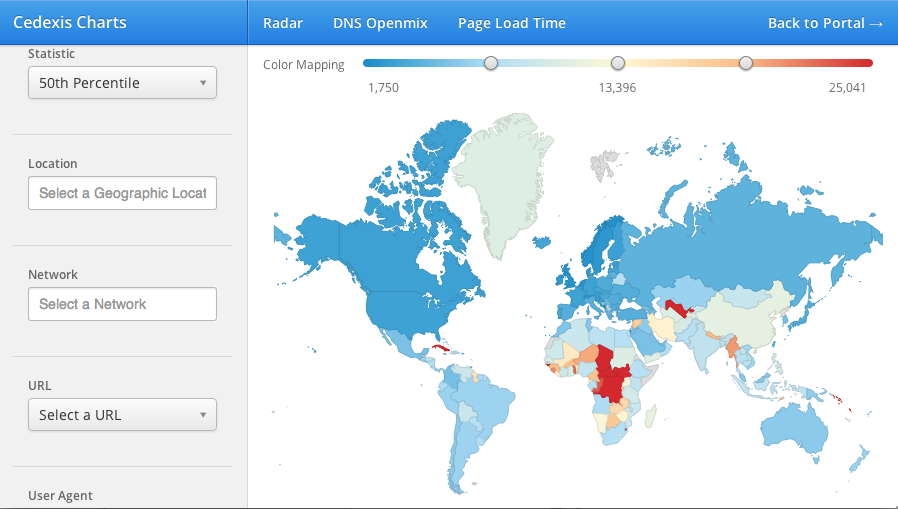 Cedexis Charts
Radar DNS Openmix Page Load Time Back to Portal →
Statistic
50th Percentile
Location
Select a Geographic Locat
Network
Select a Network
URL
Select a URL
User Agent
Color Mapping
1,750 13,396 25,041